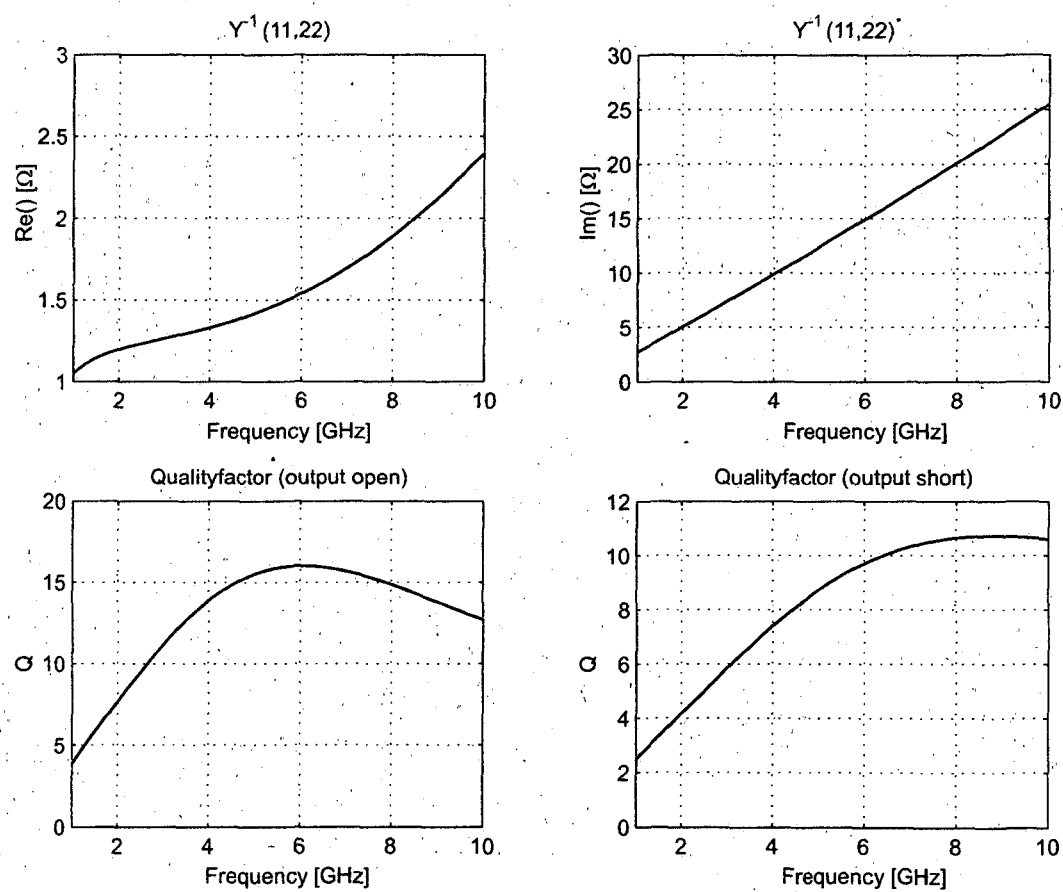 Y⁻¹ (11,22)
3
2.5
2
1.5
1
Re() [Ω]
2 4 6 8 10
Frequency [GHz]
Y⁻¹ (11,22)
30
25
20
15
10
5
0
Im() [Ω]
2 4 6 8 10
Frequency [GHz]
Qualityfactor (output open)
20
15
10
5
0
Q
2 4 6 8 10
Frequency [GHz]
Qualityfactor (output short)
12
10
8
6
4
2
0
Q
2 4 6 8 10
Frequency [GHz]